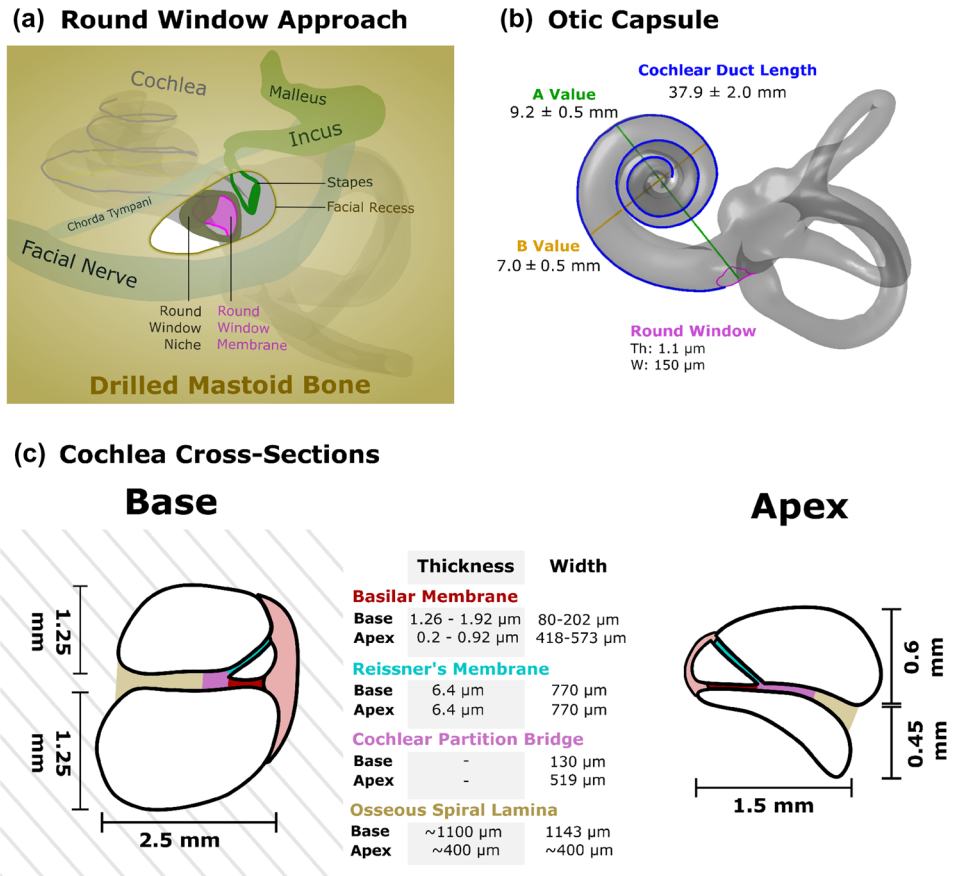 (a) Round Window Approach
Cochlea
Malleus
Incus
Stapes
Facial Recess
Chorda Tympani
Facial Nerve
Round
Window
Niche
Round
Window
Membrane
Drilled Mastoid Bone
(b) Otic Capsule
Cochlear Duct Length
37.9 ± 2.0 mm
A Value
9.2 ± 0.5 mm
B Value
7.0 ± 0.5 mm
Round Window
Th: 1.1 µm
W: 150 µm
(c) Cochlea Cross-Sections
Base
1.25
mm
1.25
mm
2.5 mm
Thickness Width
Basilar Membrane
Base 1.26 - 1.92 µm 80-202 µm
Apex 0.2 - 0.92 µm 418-573 µm
Reissner's Membrane
Base 6.4 µm 770 µm
Apex 6.4 µm 770 µm
Cochlear Partition Bridge
Base - 130 µm
Apex - 519 µm
Osseous Spiral Lamina
Base ~1100 µm 1143 µm
Apex ~400 µm ~400 µm
Apex
0.6
mm
0.45
mm
1.5 mm